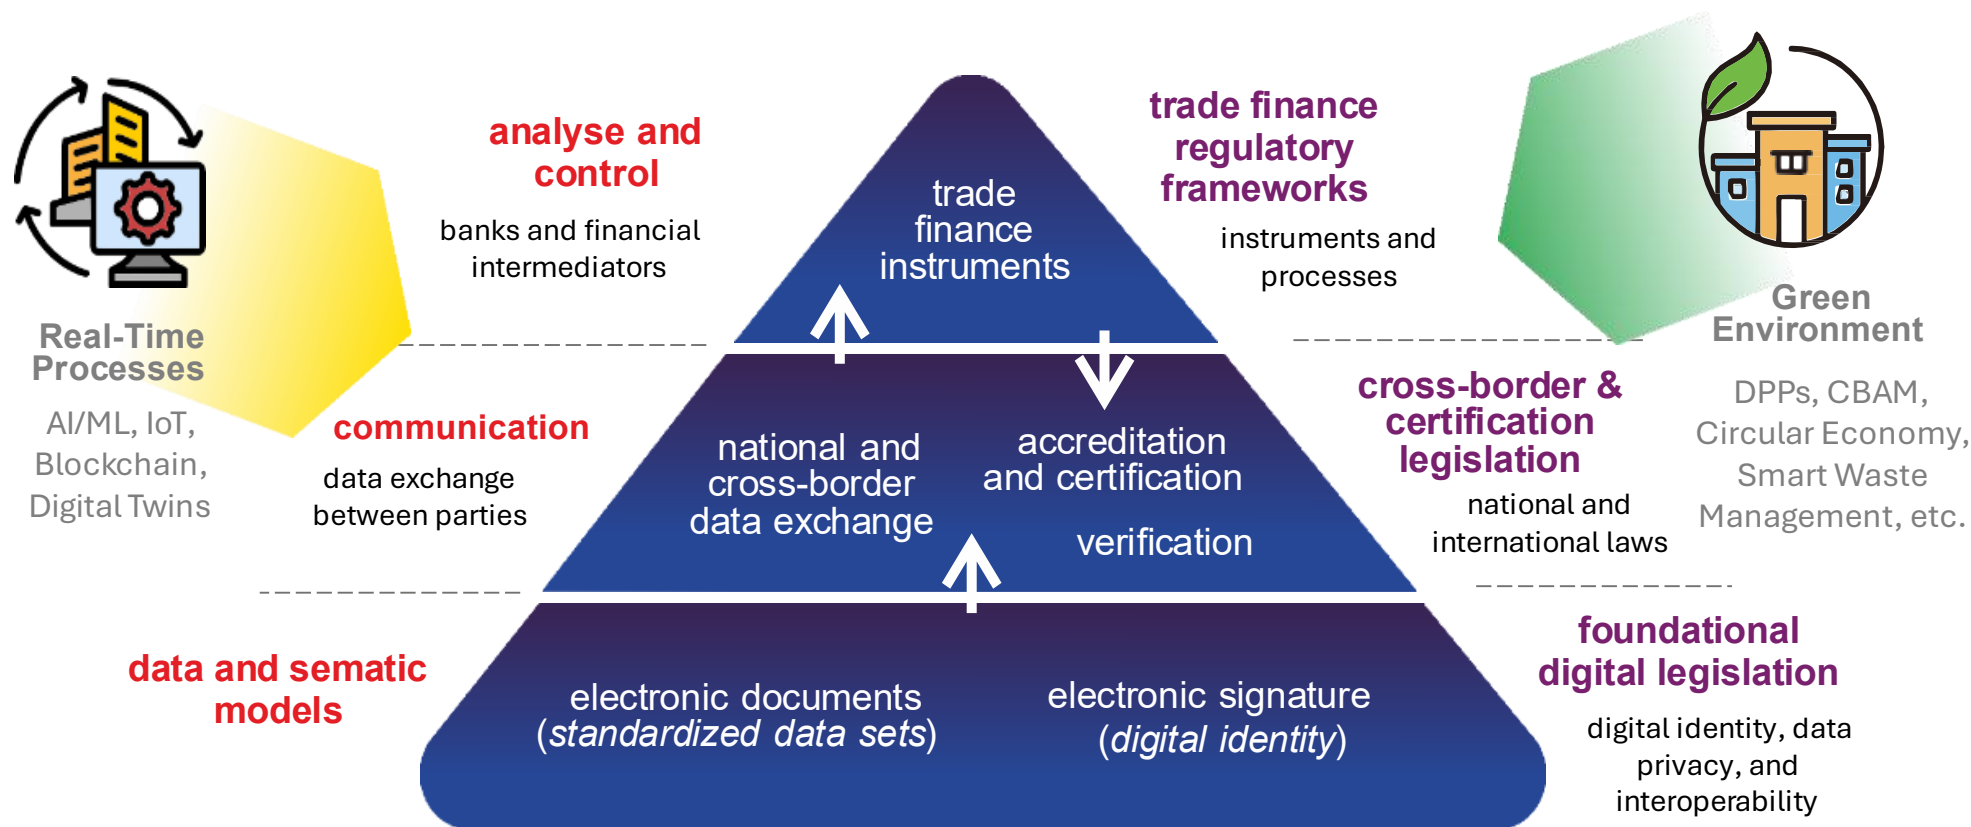 Real-Time
Processes
AI/ML, IoT,
Blockchain,
Digital Twins
analyse and
control
banks and financial
intermediators
communication
data exchange
between parties
data and sematic
models
trade
finance
instruments
national and
cross-border
data exchange
accreditation
and certification
verification
electronic documents
(standardized data sets)
electronic signature
(digital identity)
trade finance
regulatory
frameworks
instruments and
processes
cross-border &
certification
legislation
national and
international laws
foundational
digital legislation
digital identity, data
privacy, and
interoperability
Green
Environment
DPPs, CBAM,
Circular Economy,
Smart Waste
Management, etc.